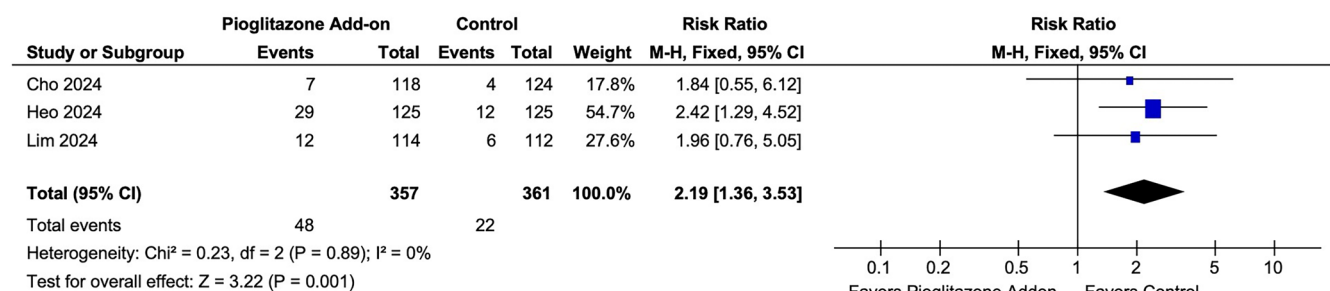 Pioglitazone Add-on Control Risk Ratio Risk Ratio
Study or Subgroup Events Total Events Total Weight M-H, Fixed, 95% CI M-H, Fixed, 95% CI
Cho 2024 7 118 4 124 17.8% 1.84 [0.55, 6.12]
Heo 2024 29 125 12 125 54.7% 2.42 [1.29, 4.52]
Lim 2024 12 114 6 112 27.6% 1.96 [0.76, 5.05]
Total (95% CI) 357 361 100.0% 2.19 [1.36, 3.53]
Total events 48 22
Heterogeneity: Chi² = 0.23, df = 2 (P = 0.89); I² = 0%
Test for overall effect: Z = 3.22 (P = 0.001)
0.1 0.2 0.5 1 2 5 10
Favors Pioglitazone Addon Favors Control